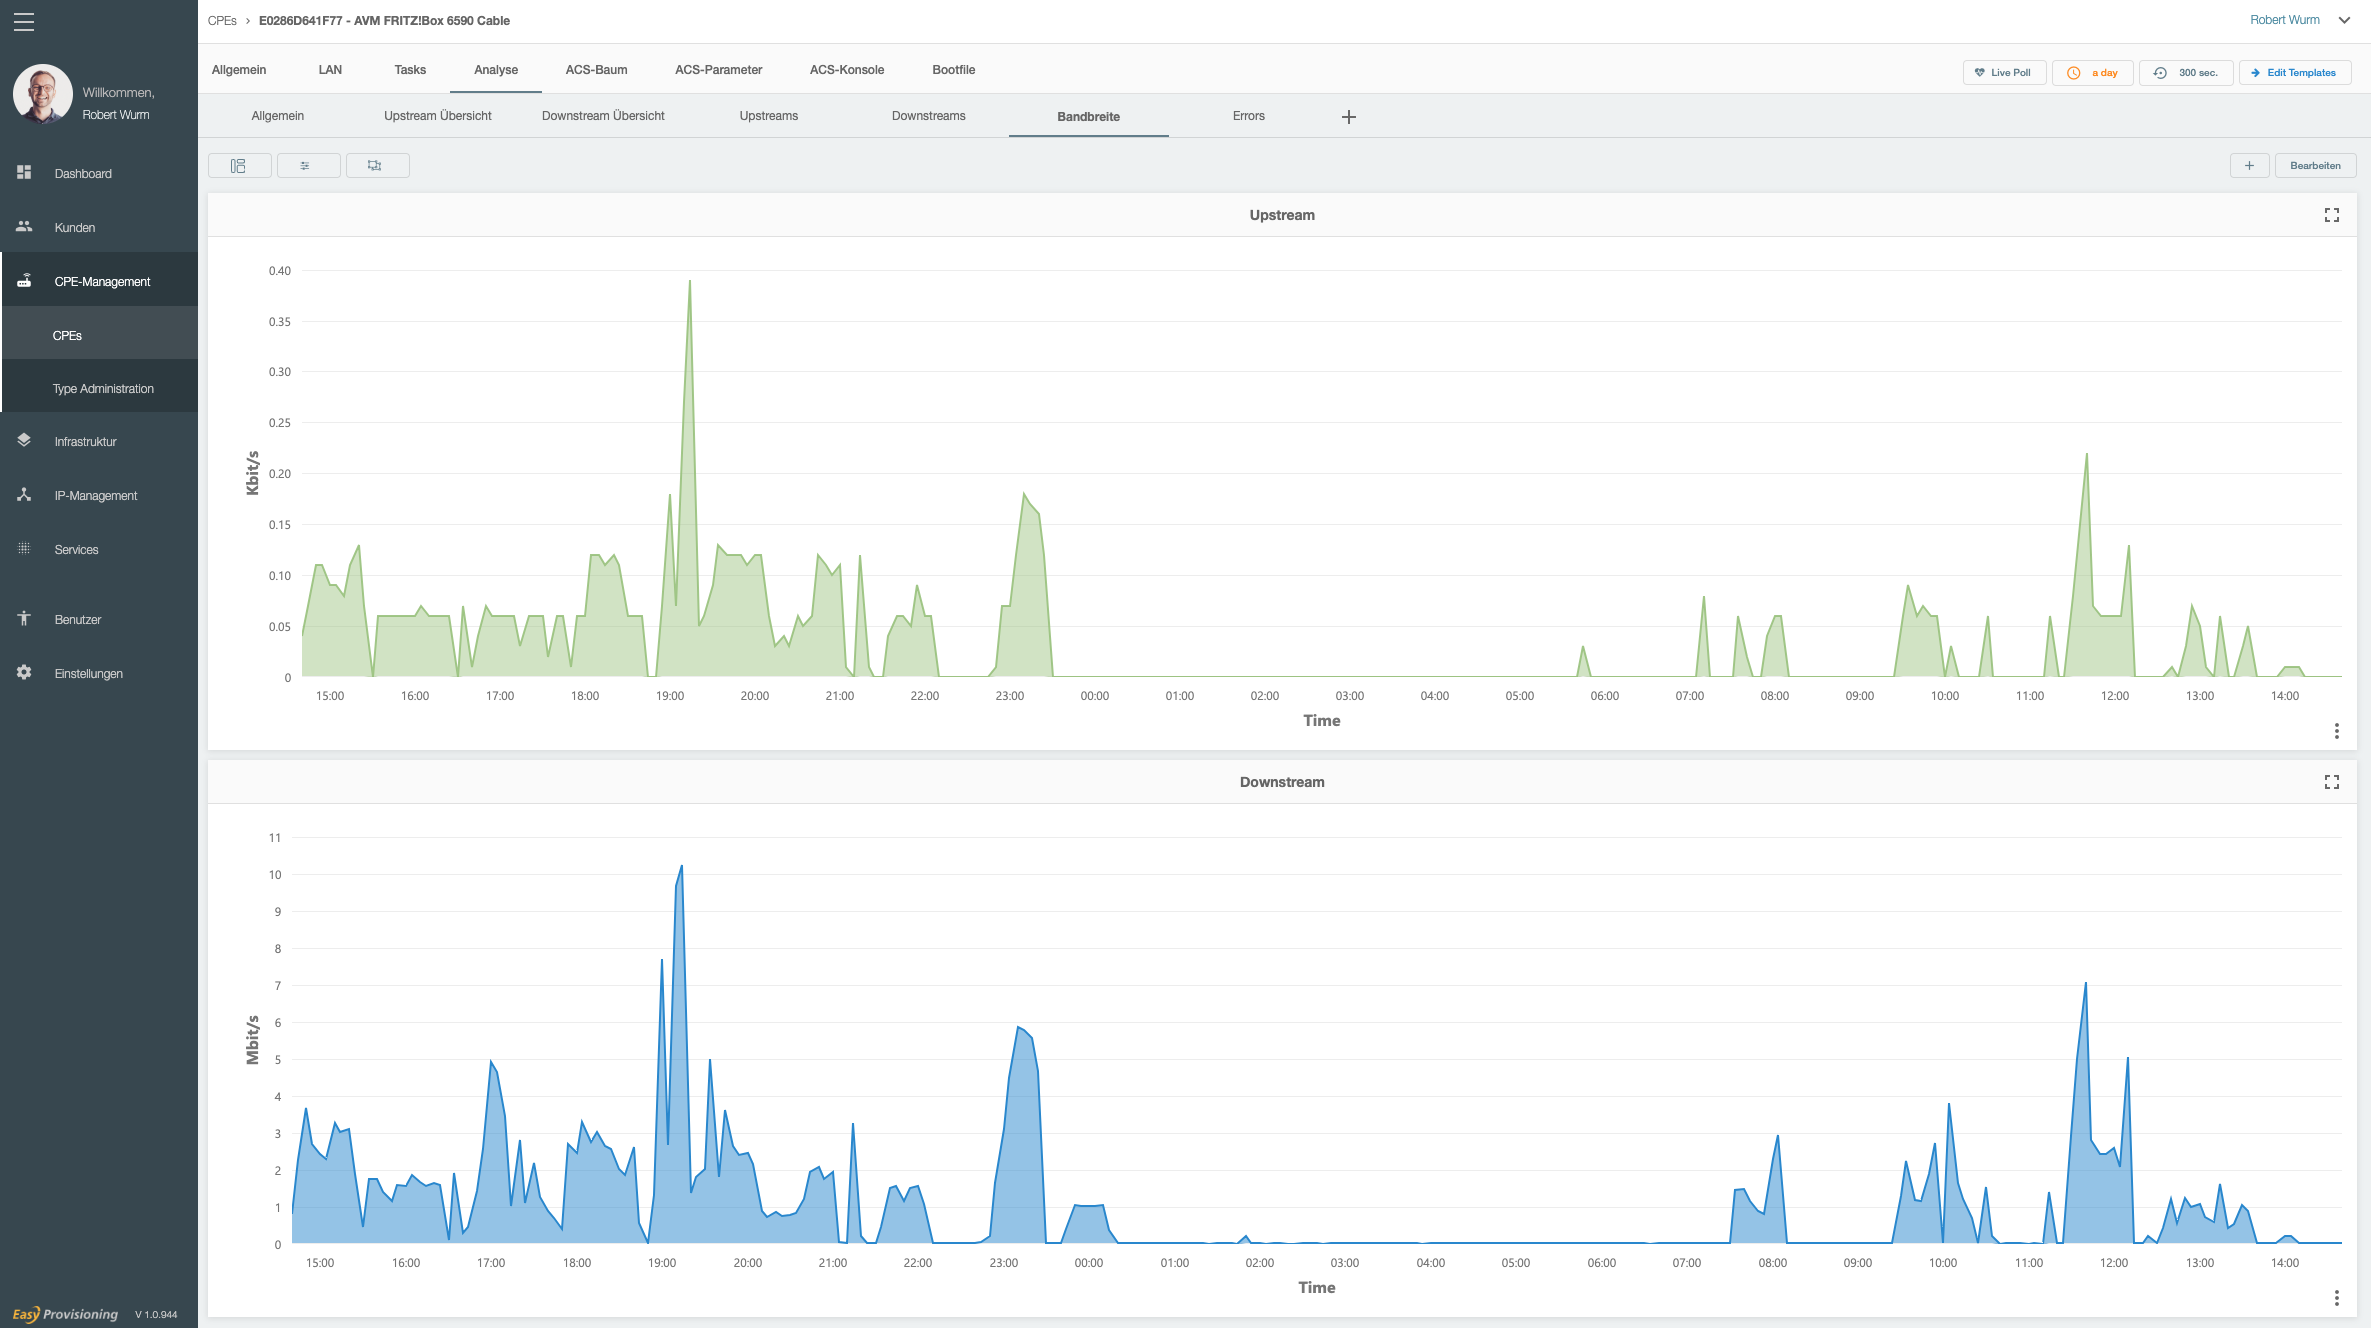 CPEs › E0286D641F77 - AVM FRITZ!Box 6590 Cable
Robert Wurm
Willkommen,
Robert Wurm
Dashboard
Kunden
CPE-Management
CPEs
Type Administration
Infrastruktur
IP-Management
Services
Benutzer
Einstellungen
Easy Provisioning V 1.0.944
Allgemein LAN Tasks Analyse ACS-Baum ACS-Parameter ACS-Konsole Bootfile
Live Poll a day 300 sec. Edit Templates
Allgemein Upstream Übersicht Downstream Übersicht Upstreams Downstreams Bandbreite Errors +
+ Bearbeiten
Upstream
0.40
0.35
0.30
0.25
0.20
0.15
0.10
0.05
0
Kbit/s
15:00 16:00 17:00 18:00 19:00 20:00 21:00 22:00 23:00 00:00 01:00 02:00 03:00 04:00 05:00 06:00 07:00 08:00 09:00 10:00 11:00 12:00 13:00 14:00
Time
Downstream
11
10
9
8
7
6
5
4
3
2
1
0
Mbit/s
15:00 16:00 17:00 18:00 19:00 20:00 21:00 22:00 23:00 00:00 01:00 02:00 03:00 04:00 05:00 06:00 07:00 08:00 09:00 10:00 11:00 12:00 13:00 14:00
Time